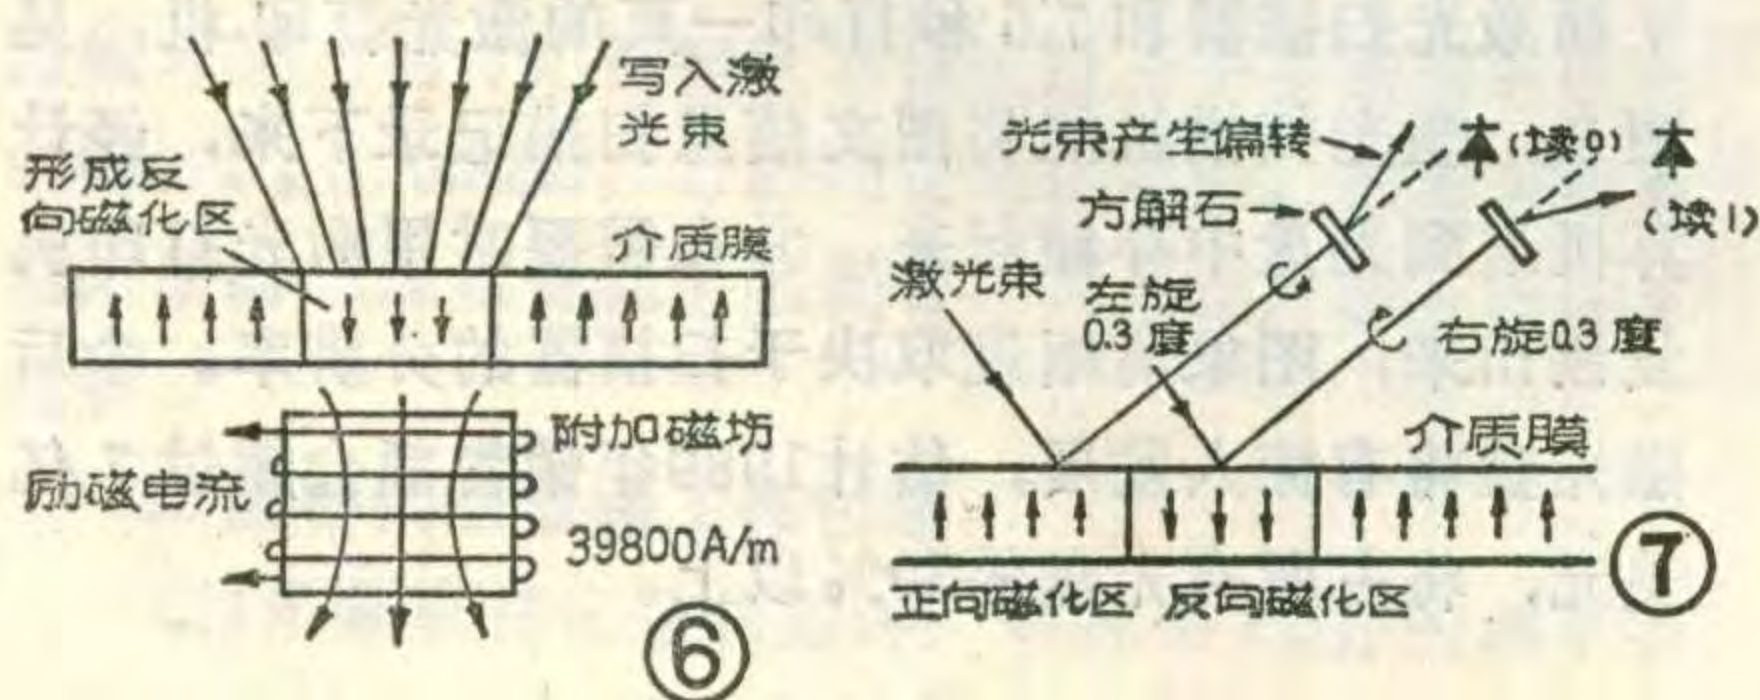 写入激
光束
形成反
向磁化区
介质膜
附加磁场
励磁电流
39800A/m
⑥
光束产生偏转
(读0)
方解石
(读1)
激光束
左旋
0.3度
右旋0.3度
介质膜
正向磁化区 反向磁化区
⑦